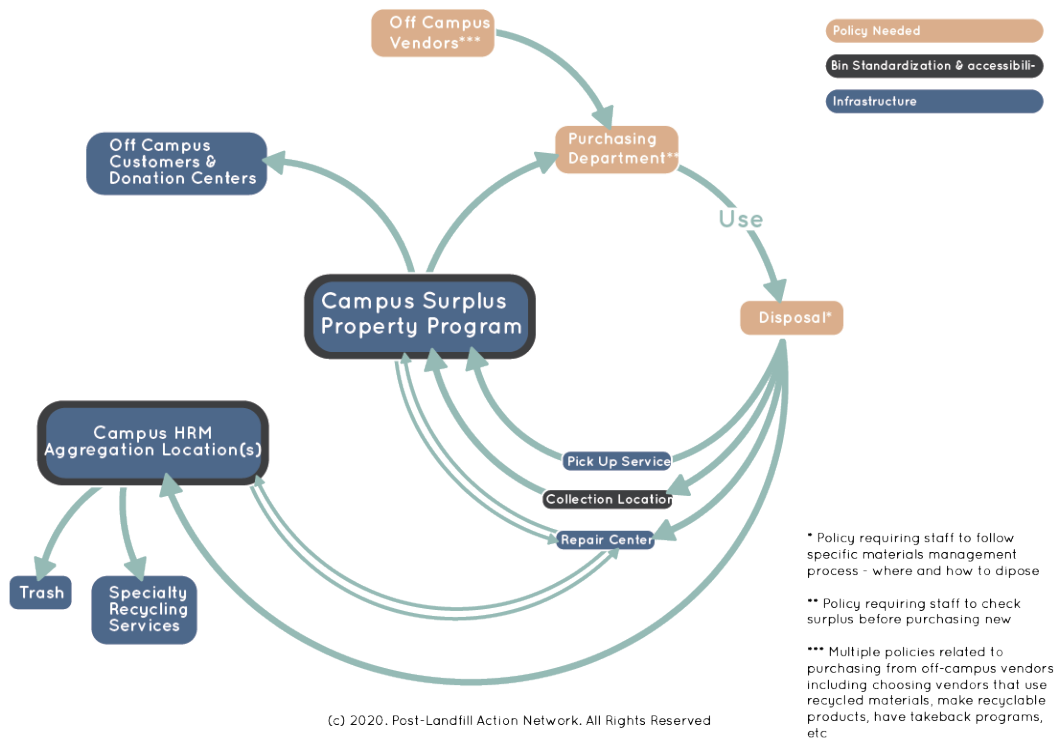 Off Campus
Vendors***
Policy Needed
Bin Standardization & accessibili-
Infrastructure
Purchasing
Department**
Off Campus
Customers &
Donation Centers
Use
Campus Surplus
Property Program
Disposal*
Campus HRM
Aggregation Location(s)
Pick Up Service
Collection Location
Repair Center
Trash
Specialty
Recycling
Services
* Policy requiring staff to follow
specific materials management
process - where and how to dipose
** Policy requiring staff to check
surplus before purchasing new
*** Multiple policies related to
purchasing from off-campus vendors
including choosing vendors that use
recycled materials, make recyclable
products, have takeback programs,
etc
(c) 2020. Post-Landfill Action Network. All Rights Reserved